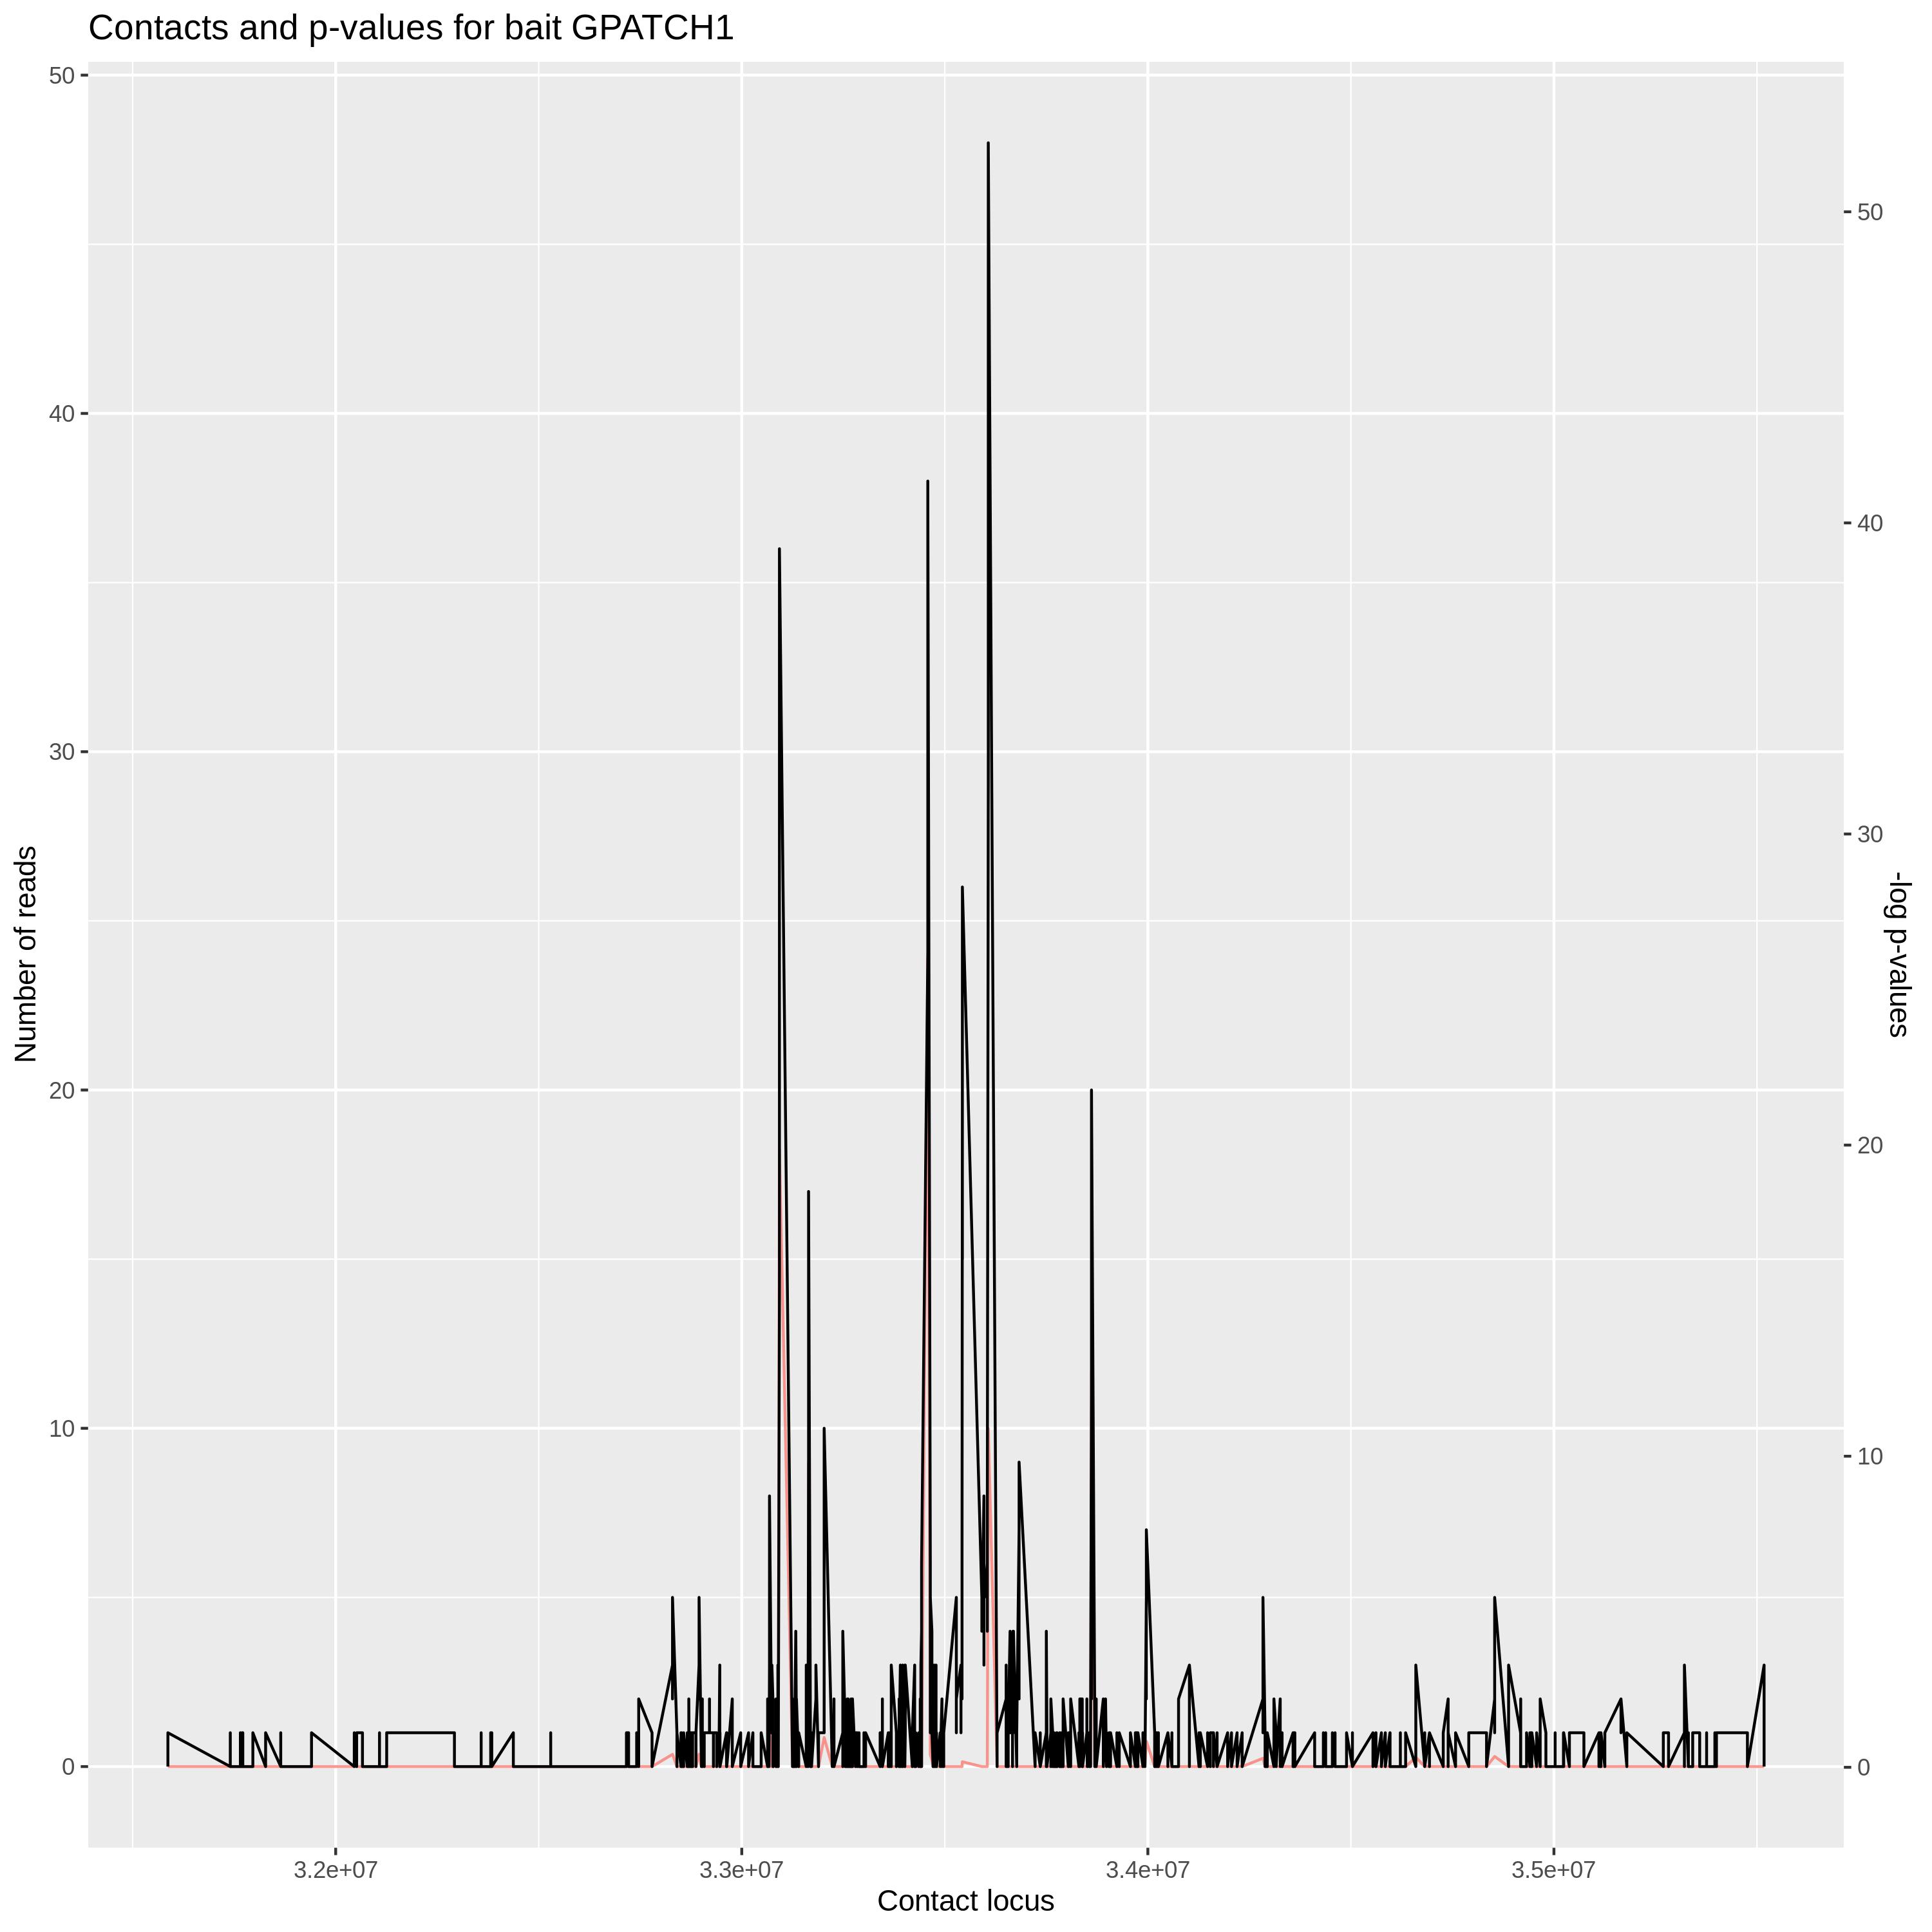 Contacts and p-values for bait GPATCH1
50
40
30
20
10
0
Number of reads
50
40
30
20
10
0
-log p-values
3.2e+07
3.3e+07
3.4e+07
3.5e+07
Contact locus